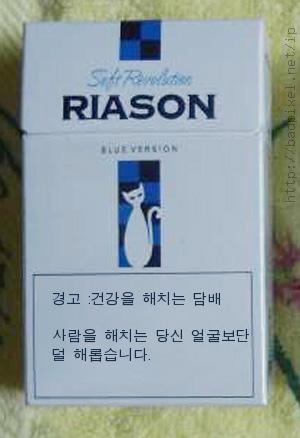 Soft Revolution
RIASON
BLUE VERSION
경고 :건강을 해치는 담배
사람을 해치는 당신 얼굴보단
덜 해롭습니다.
http://badpixel.net/ip